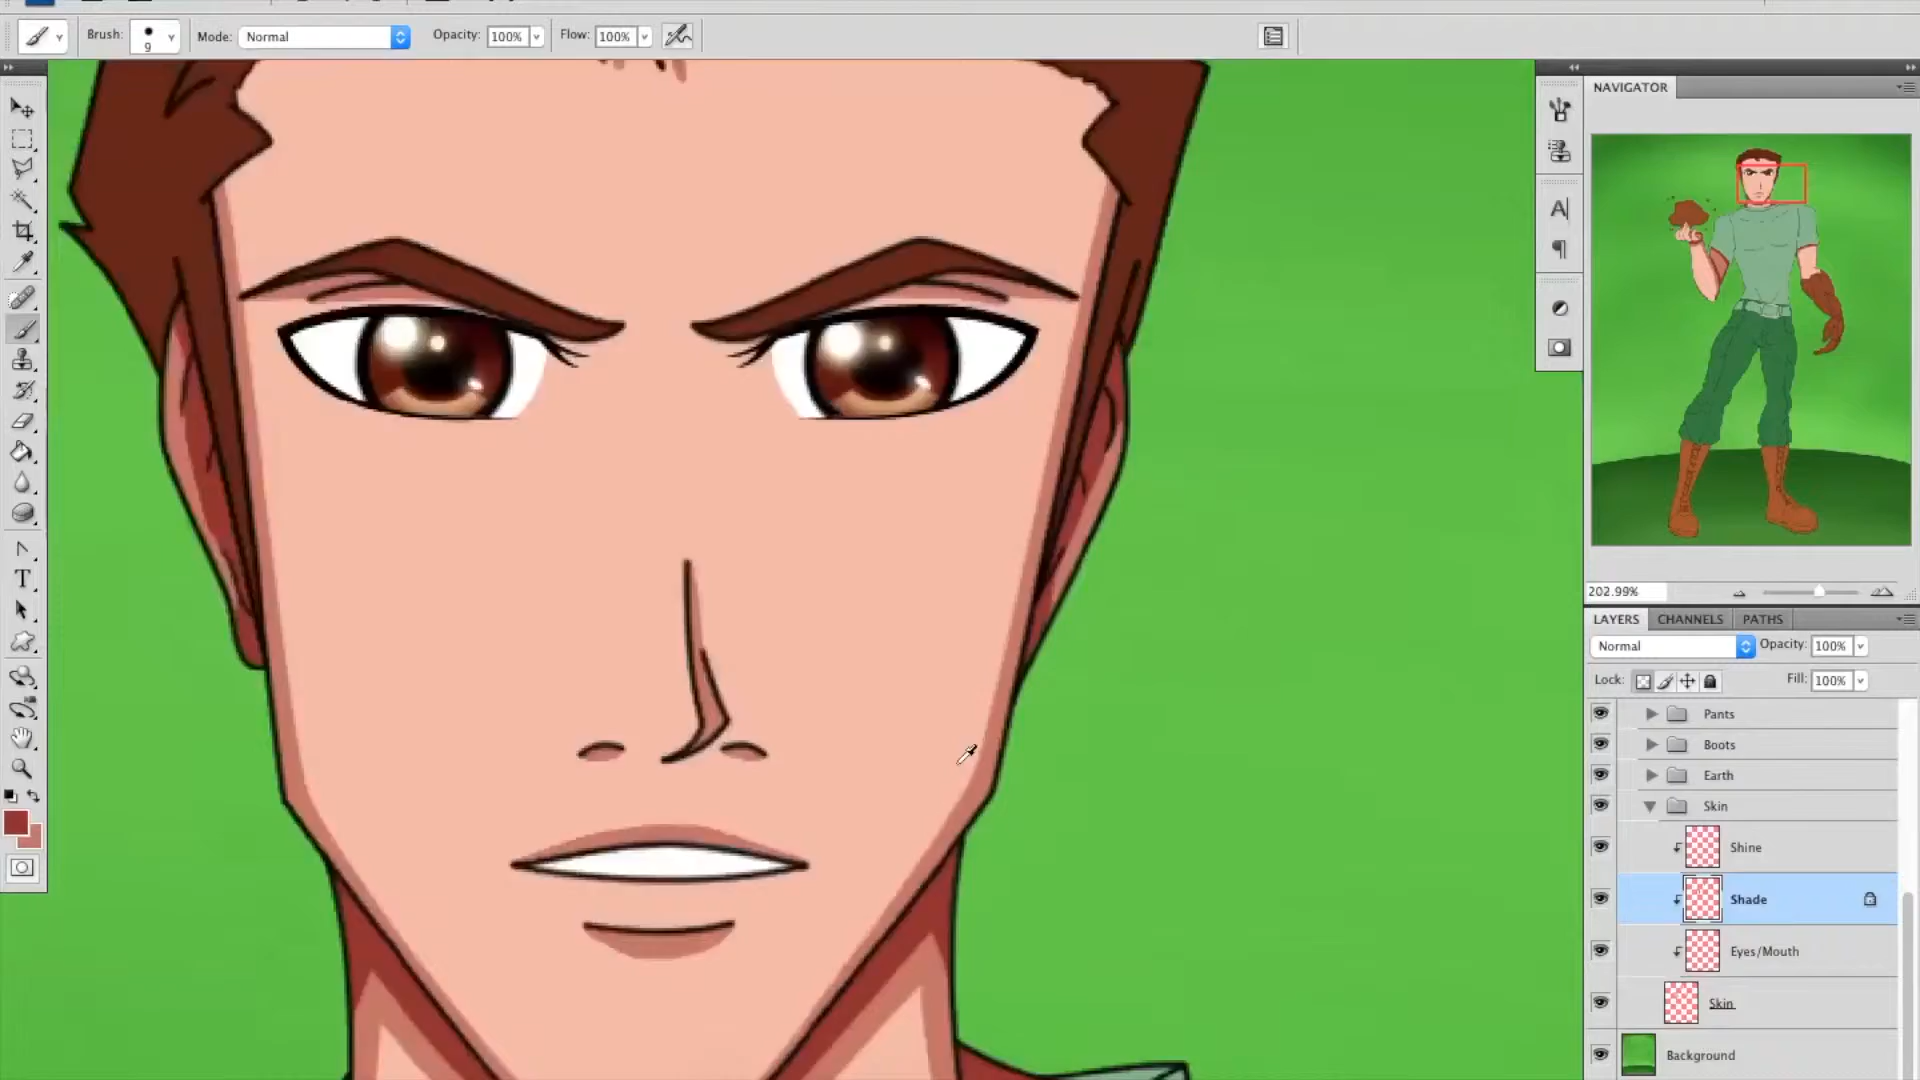 Brush: 9 Mode: Normal Opacity: 100% Flow: 100%
NAVIGATOR
202.99%
LAYERS CHANNELS PATHS
Normal Opacity: 100%
Lock: Fill: 100%
Pants
Boots
Earth
Skin
Shine
Shade
Eyes/Mouth
Skin
Background